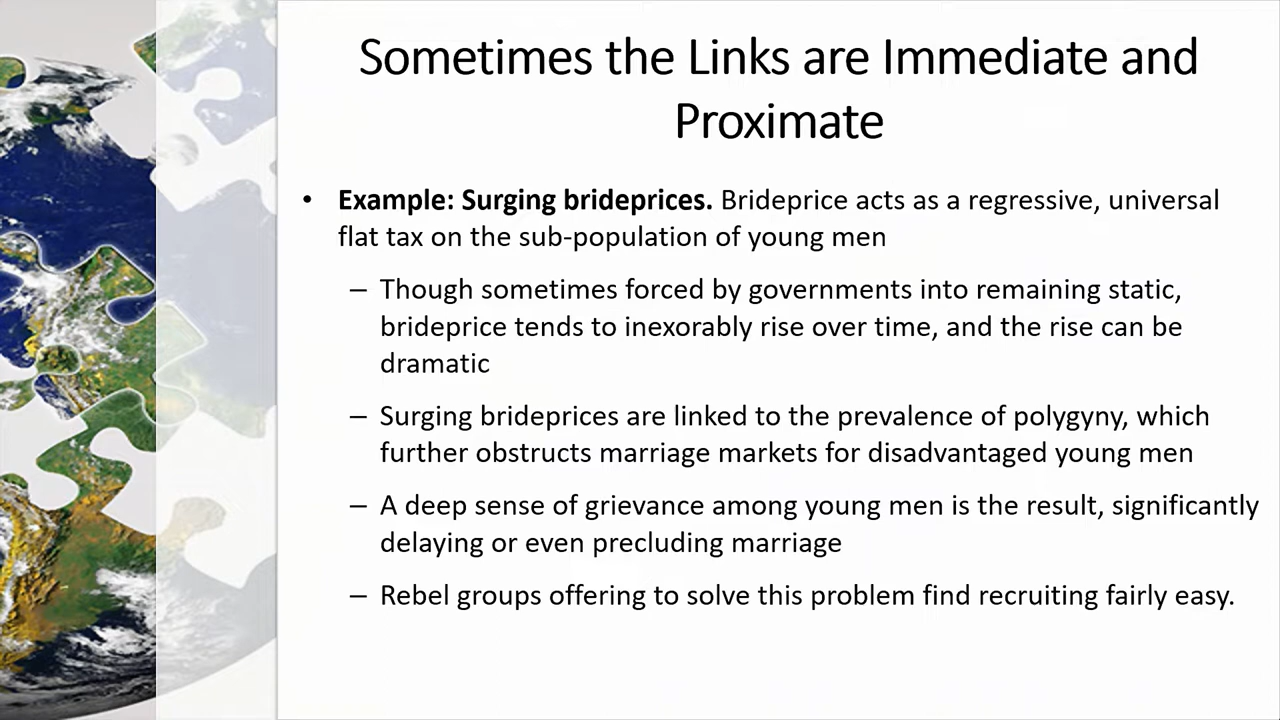 Sometimes the Links are Immediate and
Proximate
• Example: Surging brideprices. Brideprice acts as a regressive, universal
flat tax on the sub-population of young men
– Though sometimes forced by governments into remaining static,
brideprice tends to inexorably rise over time, and the rise can be
dramatic
– Surging brideprices are linked to the prevalence of polygyny, which
further obstructs marriage markets for disadvantaged young men
– A deep sense of grievance among young men is the result, significantly
delaying or even precluding marriage
– Rebel groups offering to solve this problem find recruiting fairly easy.